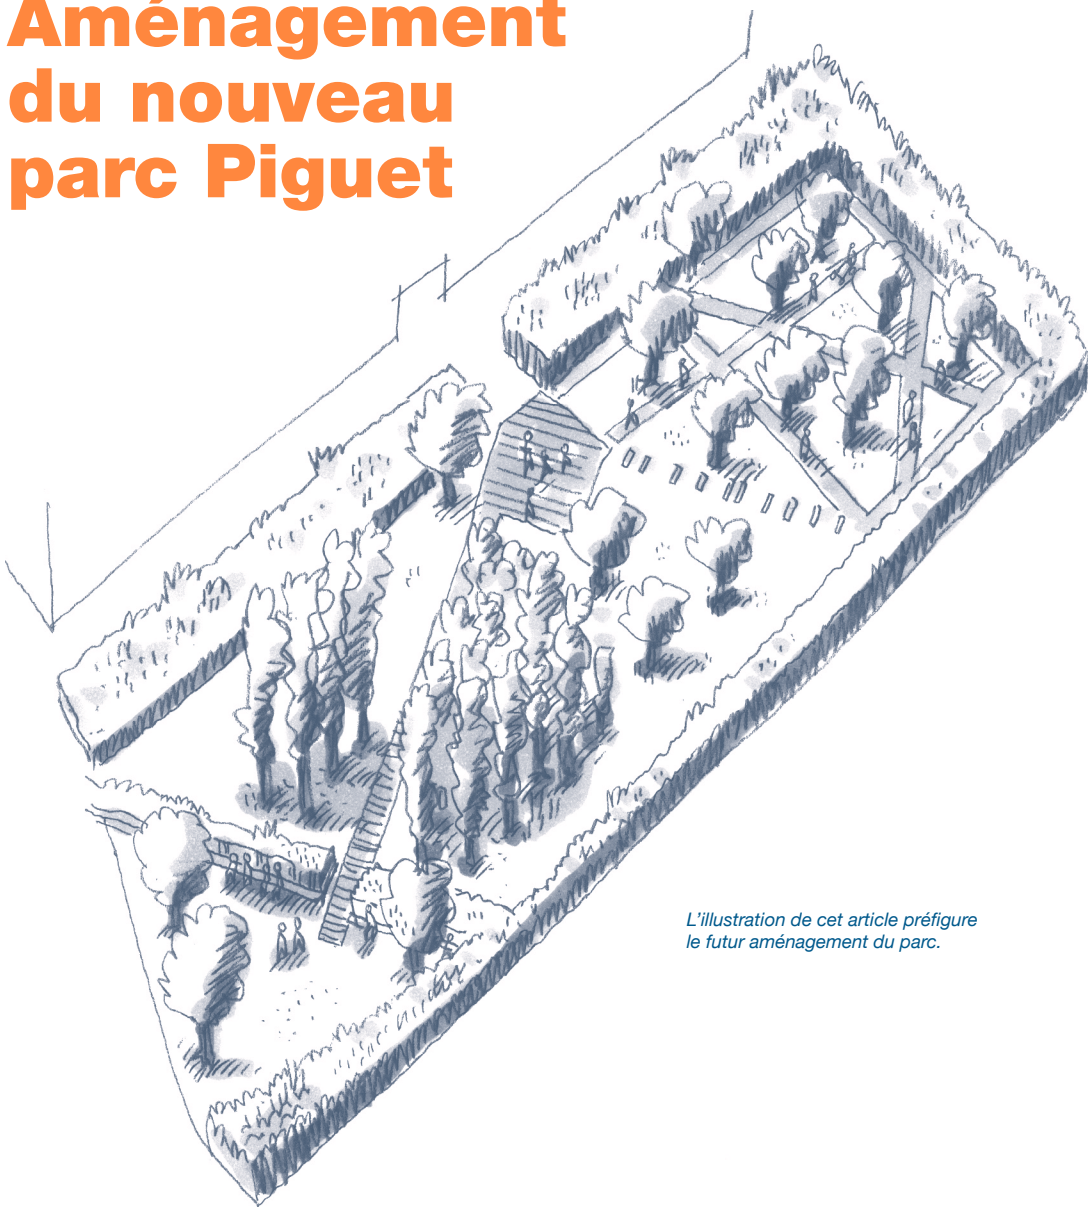 Aménagement
du nouveau
parc Piguet
L'illustration de cet article préfigure
le futur aménagement du parc.